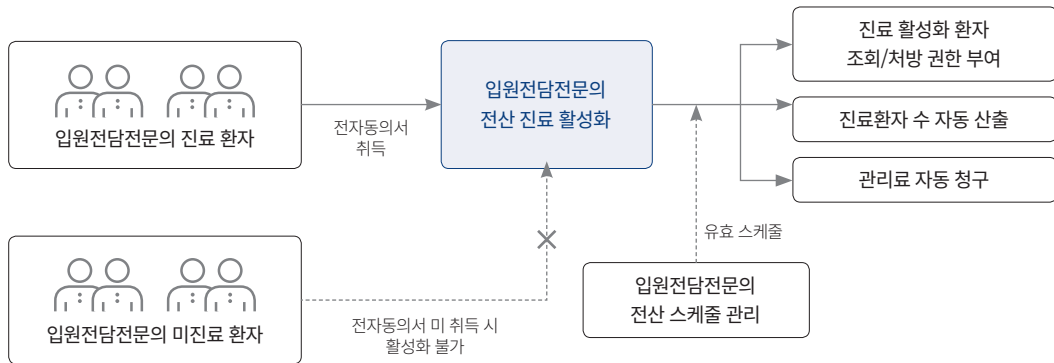 입원전담전문의 진료 환자
전자동의서
취득
입원전담전문의
전산 진료 활성화
진료 활성화 환자
조회/처방 권한 부여
진료환자 수 자동 산출
관리료 자동 청구
유효 스케줄
입원전담전문의
전산 스케줄 관리
입원전담전문의 미진료 환자
전자동의서 미 취득 시
활성화 불가